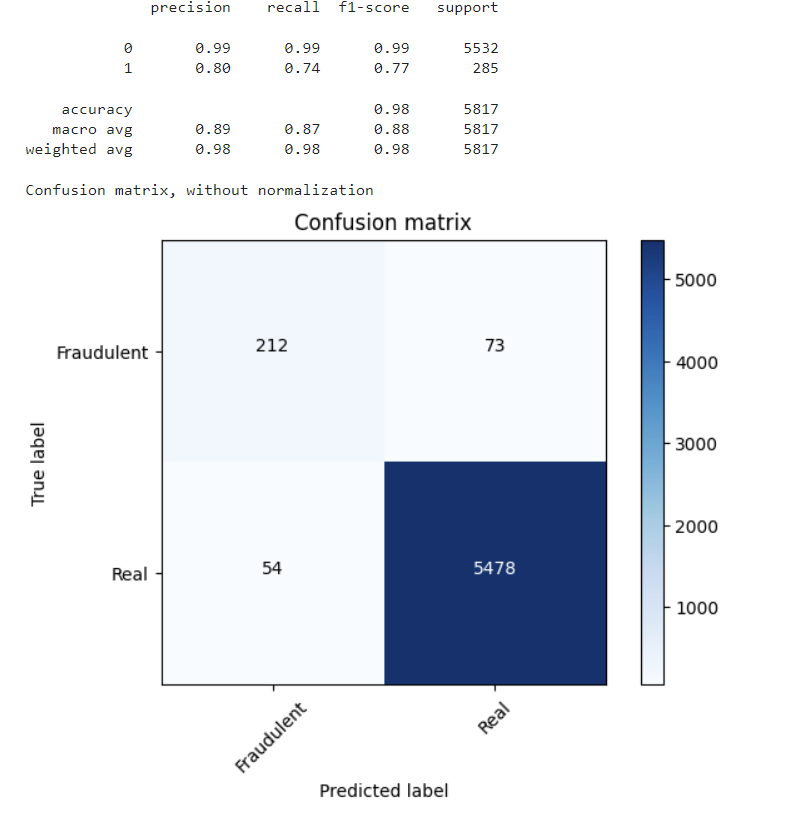 precision recall f1-score support
0 0.99 0.99 0.99 5532
1 0.80 0.74 0.77 285
accuracy 0.98 5817
macro avg 0.89 0.87 0.88 5817
weighted avg 0.98 0.98 0.98 5817
Confusion matrix, without normalization
Confusion matrix
Fraudulent 212 73
Real 54 5478
Fraudulent Real
Predicted label
True label
5000
4000
3000
2000
1000